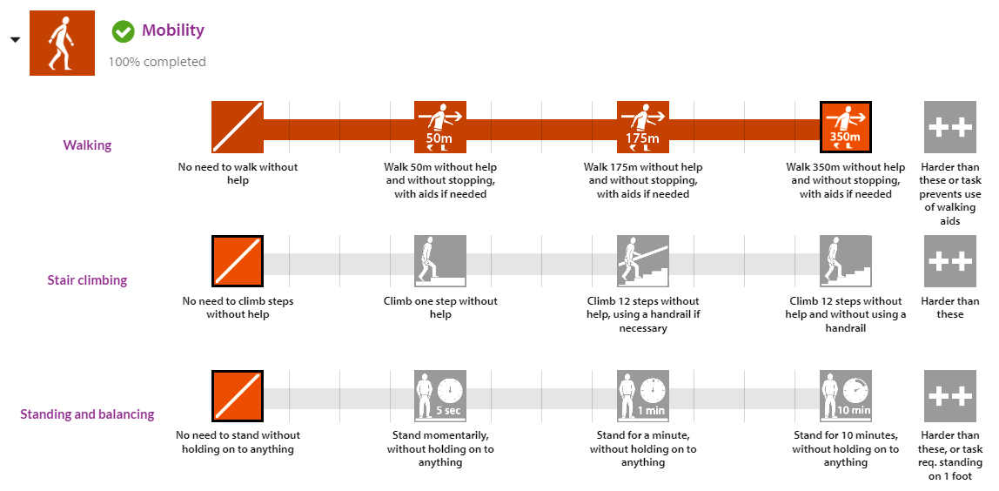 Mobility
100% completed
Walking
50m
175m
350m
++
No need to walk without
help
Walk 50m without help
and without stopping,
with aids if needed
Walk 175m without help
and without stopping,
with aids if needed
Walk 350m without help
and without stopping,
with aids if needed
Harder than
these or task
prevents use
of walking
aids
Stair climbing
++
No need to climb steps
without help
Climb one step without
help
Climb 12 steps without
help, using a handrail if
necessary
Climb 12 steps without
help and without using a
handrail
Harder than
these
Standing and balancing
5 sec
1 min
10 min
++
No need to stand without
holding on to anything
Stand momentarily,
without holding on to
anything
Stand for a minute,
without holding on to
anything
Stand for 10 minutes,
without holding on to
anything
Harder than
these, or task
req. standing
on 1 foot